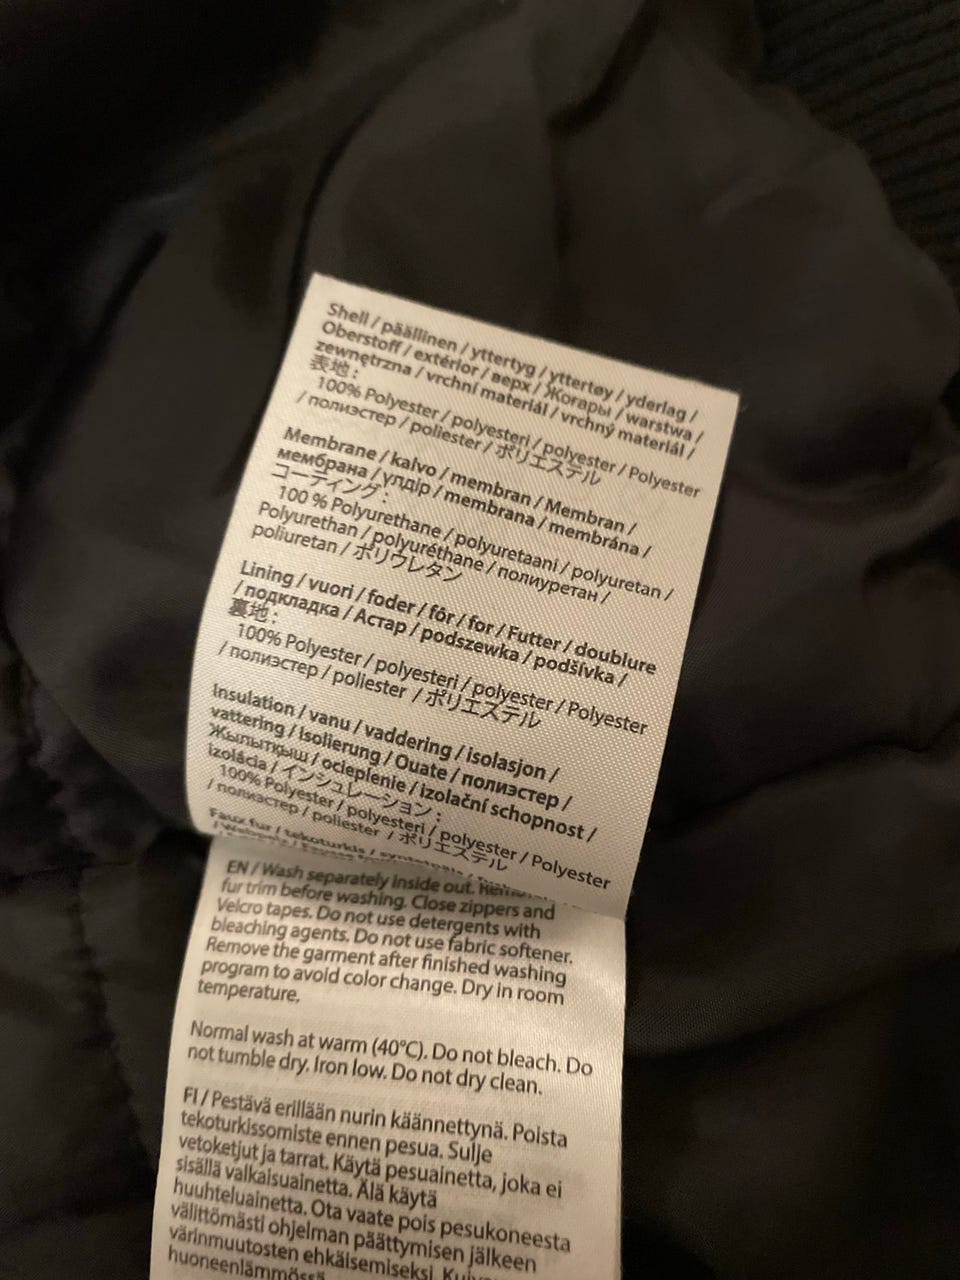 Shell / päällinen / yttertyg / yttertøy / yderlag /
Oberstoff / extérior / верх / Жоғары / warstwa /
zewnętrzna / vrchní materiál / vrchný materiál /
表地 :
100% Polyester / polyesteri / polyester / Polyester
/ полиэстер / poliester / ポリエステル
Membrane / kalvo / membran / Membran /
мембрана / үлдір / membrana / membrána /
コーティング :
100 % Polyurethane / polyuretaani / polyuretan /
Polyurethan / polyuréthane / полиуретан /
poliuretan / ポリウレタン
Lining / vuori / foder / fôr / for / Futter / doublure
/ подкладка / Астар / podszewka / podšívka /
裏地 :
100% Polyester / polyesteri / polyester / Polyester
/ полиэстер / poliester / ポリエステル
Insulation / vanu / vaddering / isolasjon /
vattering / Isolierung / Ouate / полиэстер /
Жылытқыш / ocieplenie / izolační schopnost /
izolácia / インシュレーション :
100% Polyester / polyesteri / polyester / Polyester
/ полиэстер / poliester / ポリエステル
Faux fur / tekoturkis /
EN / Wash separately inside out.
fur trim before washing. Close zippers and
Velcro tapes. Do not use detergents with
bleaching agents. Do not use fabric softener.
Remove the garment after finished washing
program to avoid color change. Dry in room
temperature.
Normal wash at warm (40°C). Do not bleach. Do
not tumble dry. Iron low. Do not dry clean.
FI / Pestävä erillään nurin käännettynä. Poista
tekoturkissomiste ennen pesua. Sulje
vetoketjut ja tarrat. Käytä pesuainetta, joka ei
sisällä valkaisuainetta. Älä käytä
huuhteluainetta. Ota vaate pois pesukoneesta
välittömästi ohjelman päättymisen jälkeen
värinmuutosten ehkäisemiseksi.
huoneenlämmössä